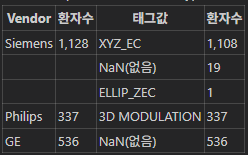 Vendor 환자수 태그값 환자수
Siemens 1,128 XYZ_EC 1,108
NaN(없음) 19
ELLIP_ZEC 1
Philips 337 3D MODULATION 337
GE 536 NaN(없음) 536